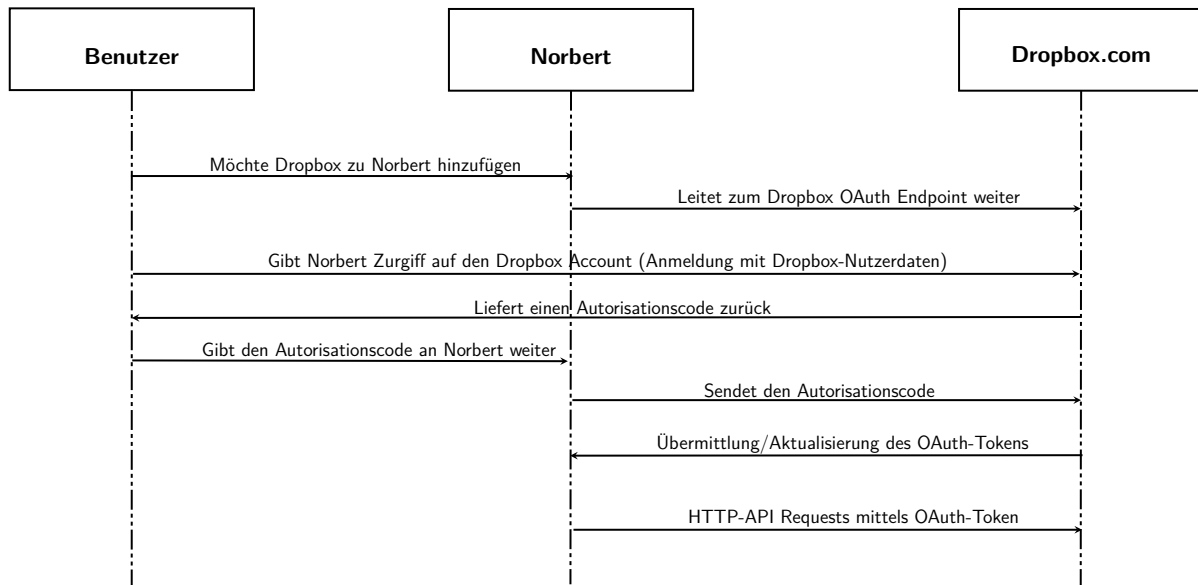 Benutzer
Norbert
Dropbox.com
Möchte Dropbox zu Norbert hinzufügen
Leitet zum Dropbox OAuth Endpoint weiter
Gibt Norbert Zurgiff auf den Dropbox Account (Anmeldung mit Dropbox-Nutzerdaten)
Liefert einen Autorisationscode zurück
Gibt den Autorisationscode an Norbert weiter
Sendet den Autorisationscode
Übermittlung/Aktualisierung des OAuth-Tokens
HTTP-API Requests mittels OAuth-Token